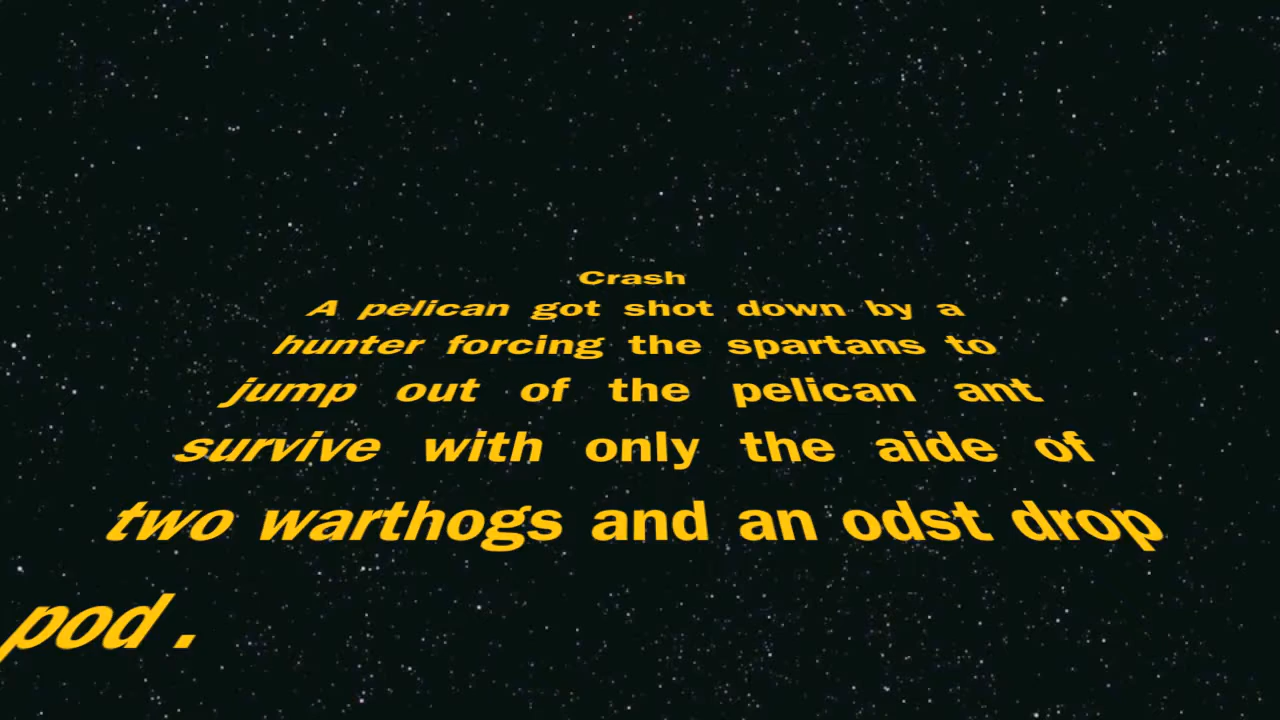 Crash
A pelican got shot down by a
hunter forcing the spartans to
jump out of the pelican ant
survive with only the aide of
two warthogs and an odst drop
pod .